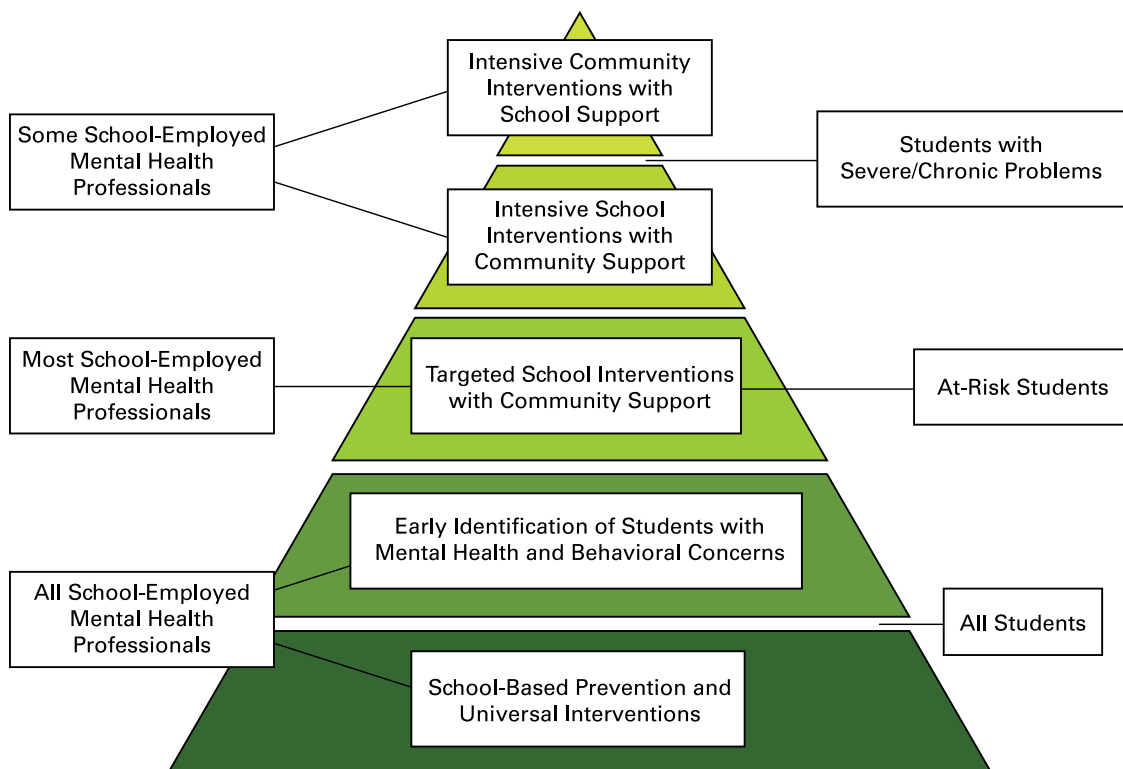 Intensive Community
Interventions with
School Support
Some School-Employed
Mental Health
Professionals
Students with
Severe/Chronic Problems
Intensive School
Interventions with
Community Support
Most School-Employed
Mental Health
Professionals
Targeted School Interventions
with Community Support
At-Risk Students
Early Identification of Students with
Mental Health and Behavioral Concerns
All School-Employed
Mental Health
Professionals
All Students
School-Based Prevention and
Universal Interventions